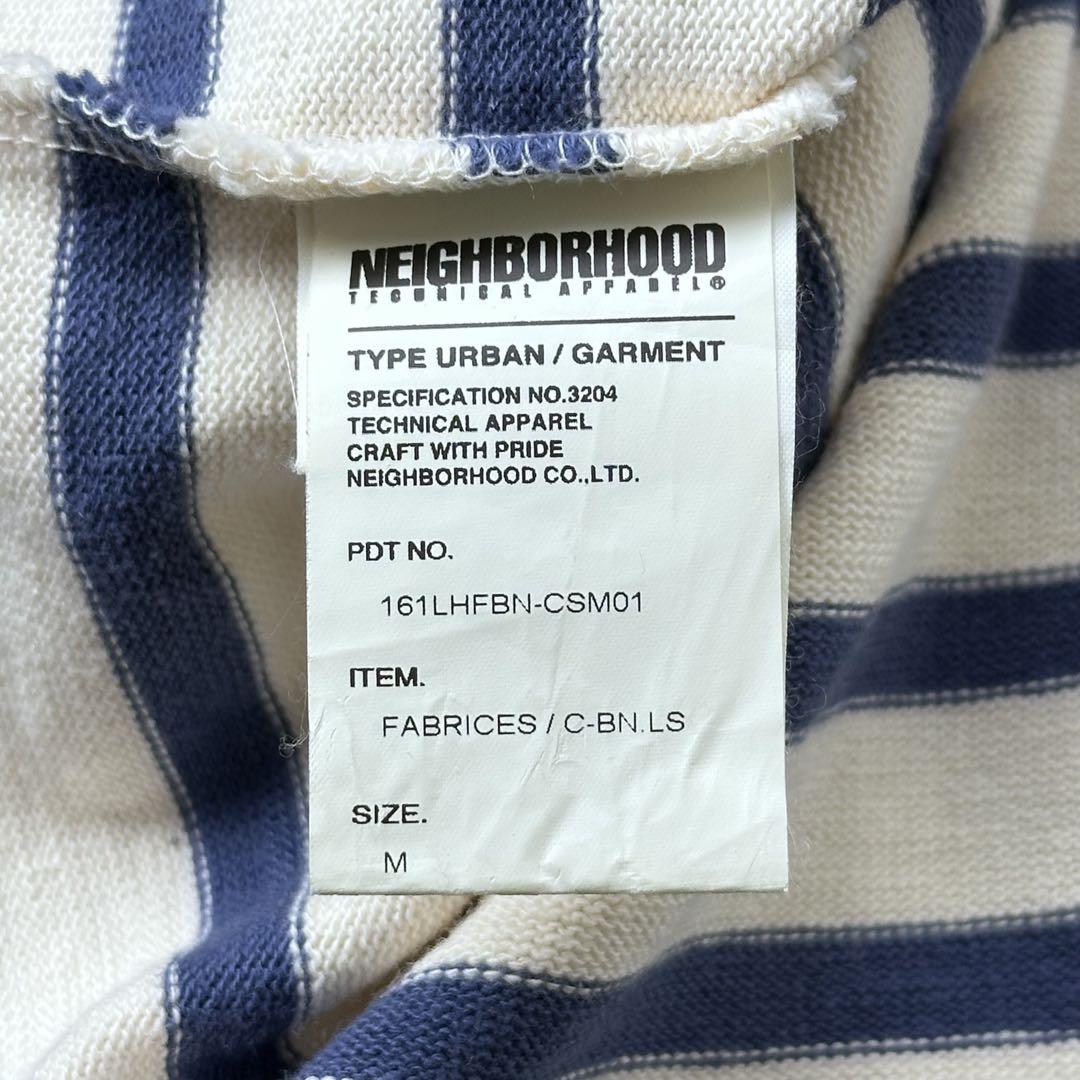 NEIGHBORHOOD
TECHNICAL APPAREL®
TYPE URBAN / GARMENT
SPECIFICATION NO.3204
TECHNICAL APPAREL
CRAFT WITH PRIDE
NEIGHBORHOOD CO.,LTD.
PDT NO.
161LHFBN-CSM01
ITEM.
FABRICES / C-BN.LS
SIZE.
M